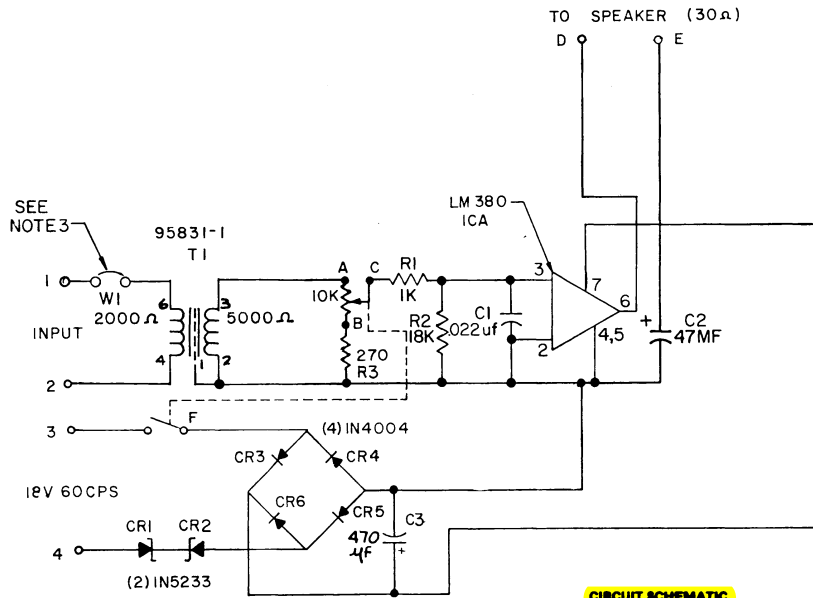 TO SPEAKER (30Ω)
D E
SEE
NOTE 3
95831-1
T1
LM 380
ICA
1
W1
6
2000Ω
4
3
5000Ω
2
1
INPUT
2
A
C
10K
B
270
R3
R1
1K
R2
18K
C1
.022uf
3
2
7
6
4,5
+
C2
47MF
3
F
(4) IN4004
CR3
CR4
CR6
CR5
18V 60CPS
4
CR1
CR2
(2) IN5233
C3
470
μf
+
CIRCUIT SCHEMATIC